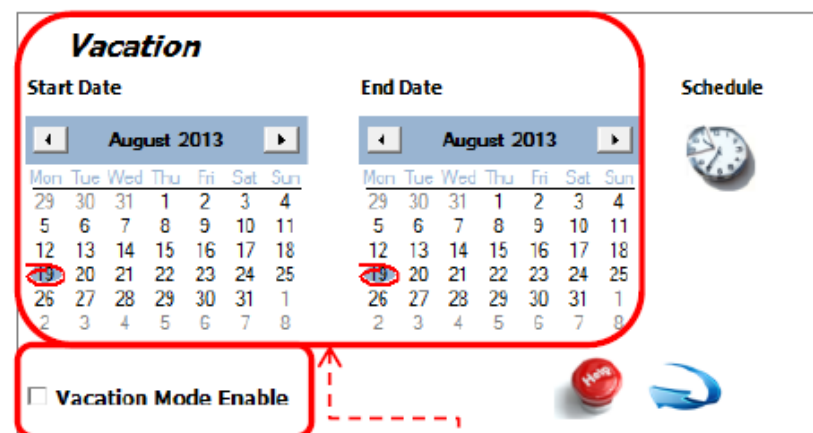 Vacation
Start Date End Date Schedule
August 2013 August 2013
Mon Tue Wed Thu Fri Sat Sun Mon Tue Wed Thu Fri Sat Sun
29 30 31 1 2 3 4 29 30 31 1 2 3 4
5 6 7 8 9 10 11 5 6 7 8 9 10 11
12 13 14 15 16 17 18 12 13 14 15 16 17 18
19 20 21 22 23 24 25 19 20 21 22 23 24 25
26 27 28 29 30 31 1 26 27 28 29 30 31 1
2 3 4 5 6 7 8 2 3 4 5 6 7 8
Help
Vacation Mode Enable